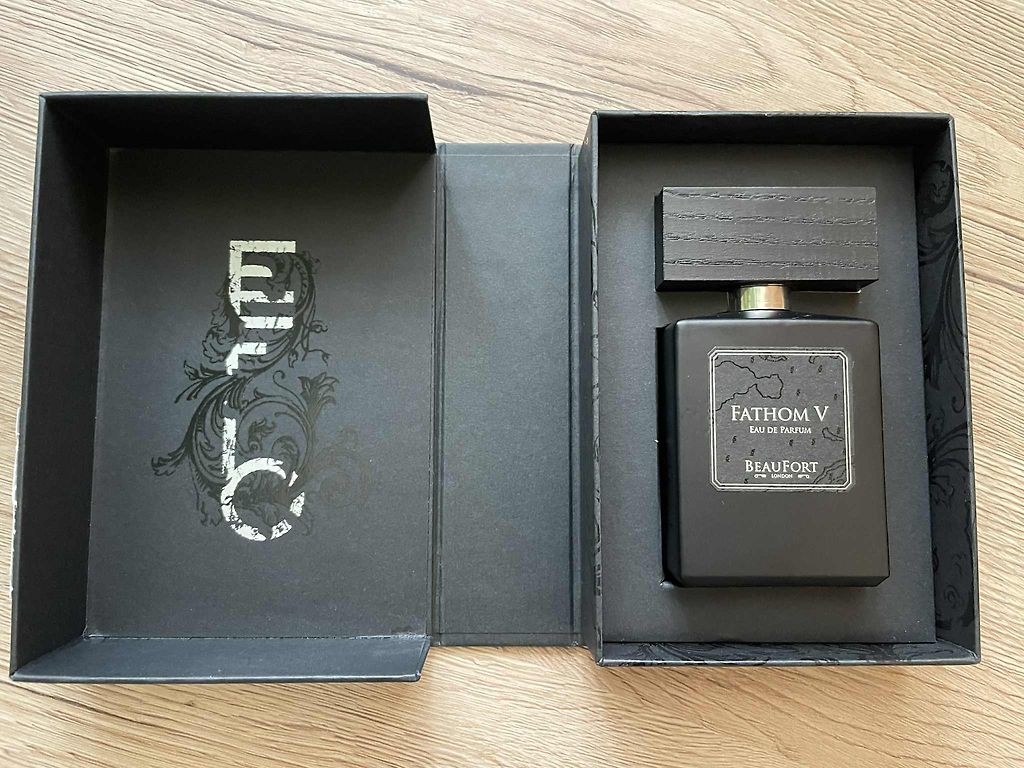 FATHOM V
EAU DE PARFUM
BEAUFORT
LONDON